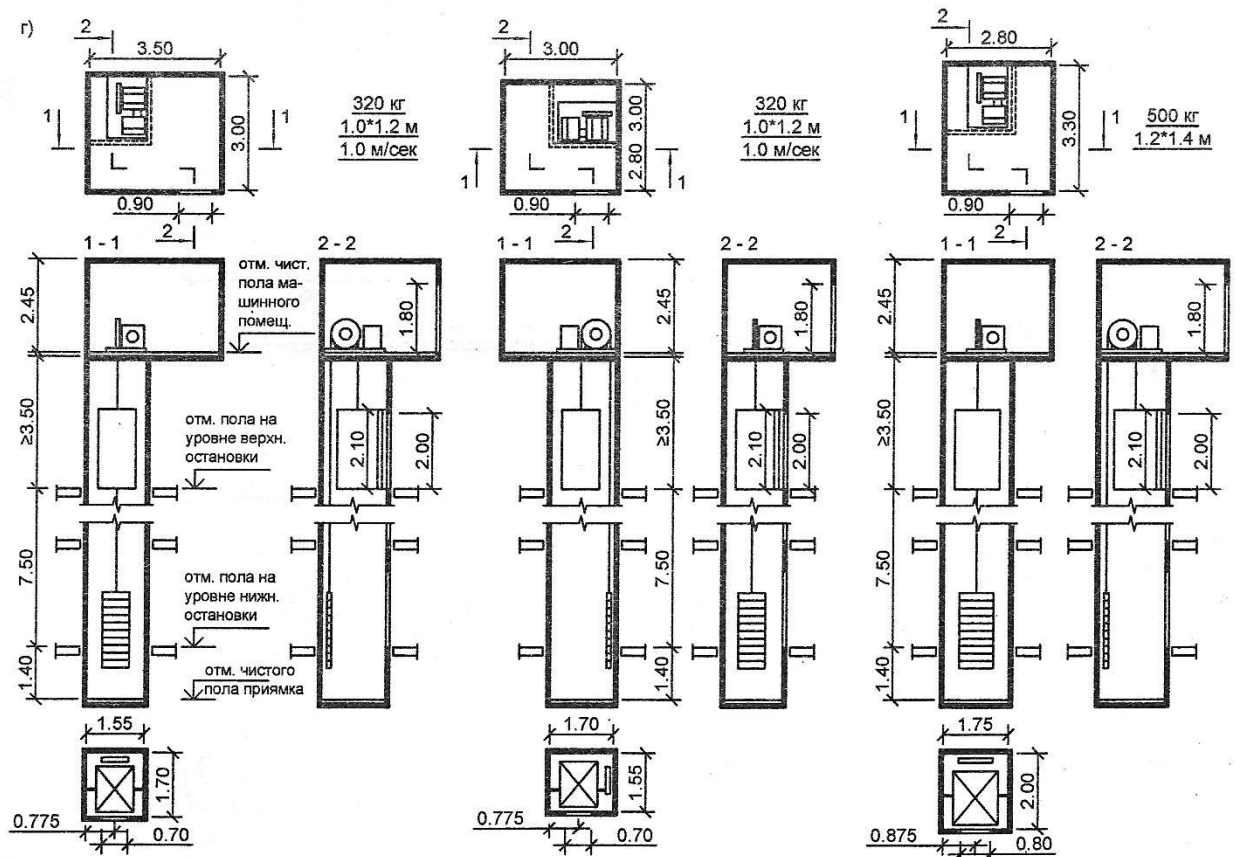 г)
2
3.50
1
1
3.00
0.90
2
320 кг
1.0*1.2 м
1.0 м/сек
2
3.00
3.00
2.80
1
1
0.90
2
320 кг
1.0*1.2 м
1.0 м/сек
2
2.80
1
1
3.30
0.90
2
500 кг
1.2*1.4 м
1 - 1
2 - 2
1 - 1
2 - 2
1 - 1
2 - 2
2.45
отм. чист.
пола ма-
шинного
помещ.
1.80
2.45
1.80
2.45
1.80
≥3.50
отм. пола на
уровне верхн.
остановки
2.10
2.00
≥3.50
2.10
2.00
≥3.50
2.10
2.00
7.50
отм. пола на
уровне нижн.
остановки
7.50
7.50
1.40
отм. чистого
пола приямка
1.40
1.40
1.55
1.70
0.775
0.70
1.70
1.55
0.775
0.70
1.75
2.00
0.875
0.80